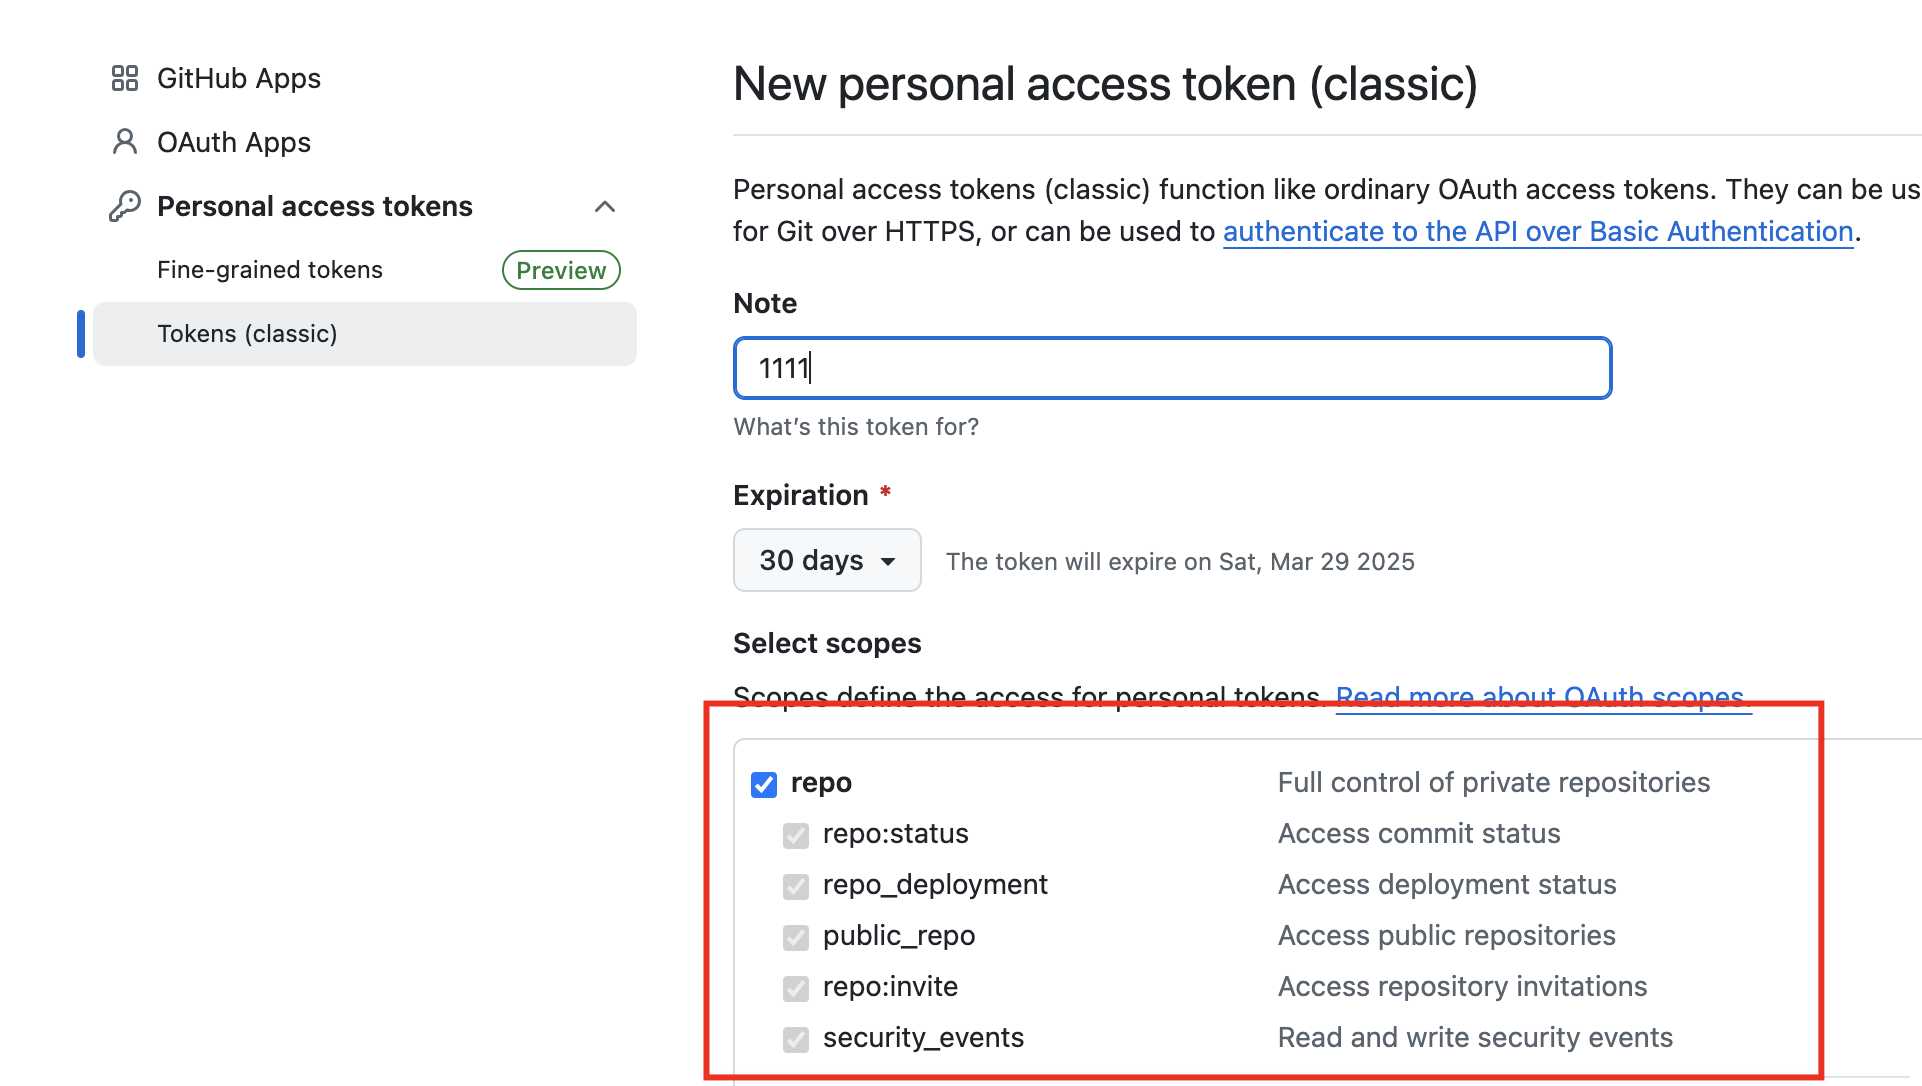 GitHub Apps
OAuth Apps
Personal access tokens
Fine-grained tokens Preview
Tokens (classic)
New personal access token (classic)
Personal access tokens (classic) function like ordinary OAuth access tokens. They can be us
for Git over HTTPS, or can be used to authenticate to the API over Basic Authentication.
Note
1111
What's this token for?
Expiration *
30 days The token will expire on Sat, Mar 29 2025
Select scopes
Scopes define the access for personal tokens. Read more about OAuth scopes.
repo Full control of private repositories
repo:status Access commit status
repo_deployment Access deployment status
public_repo Access public repositories
repo:invite Access repository invitations
security_events Read and write security events